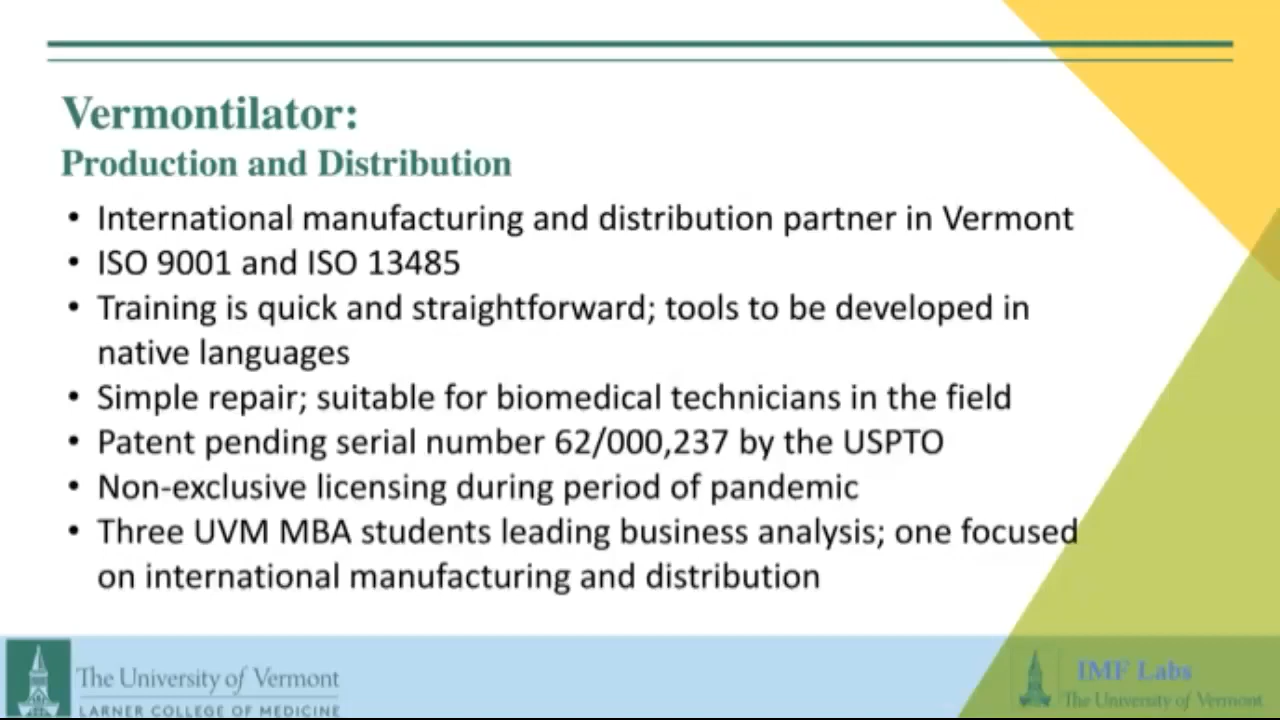 Vermontilator:
Production and Distribution
• International manufacturing and distribution partner in Vermont
• ISO 9001 and ISO 13485
• Training is quick and straightforward; tools to be developed in
native languages
• Simple repair; suitable for biomedical technicians in the field
• Patent pending serial number 62/000,237 by the USPTO
• Non-exclusive licensing during period of pandemic
• Three UVM MBA students leading business analysis; one focused
on international manufacturing and distribution
The University of Vermont
LARNER COLLEGE OF MEDICINE
IMF Labs
The University of Vermont